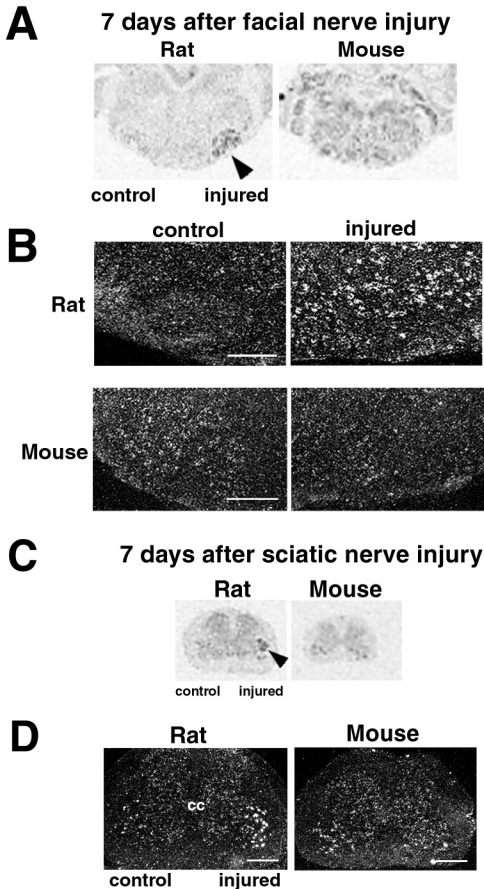 A
7 days after facial nerve injury
Rat Mouse
control injured
B
control injured
Rat
Mouse
C
7 days after sciatic nerve injury
Rat Mouse
control injured
D
Rat Mouse
cc
control injured